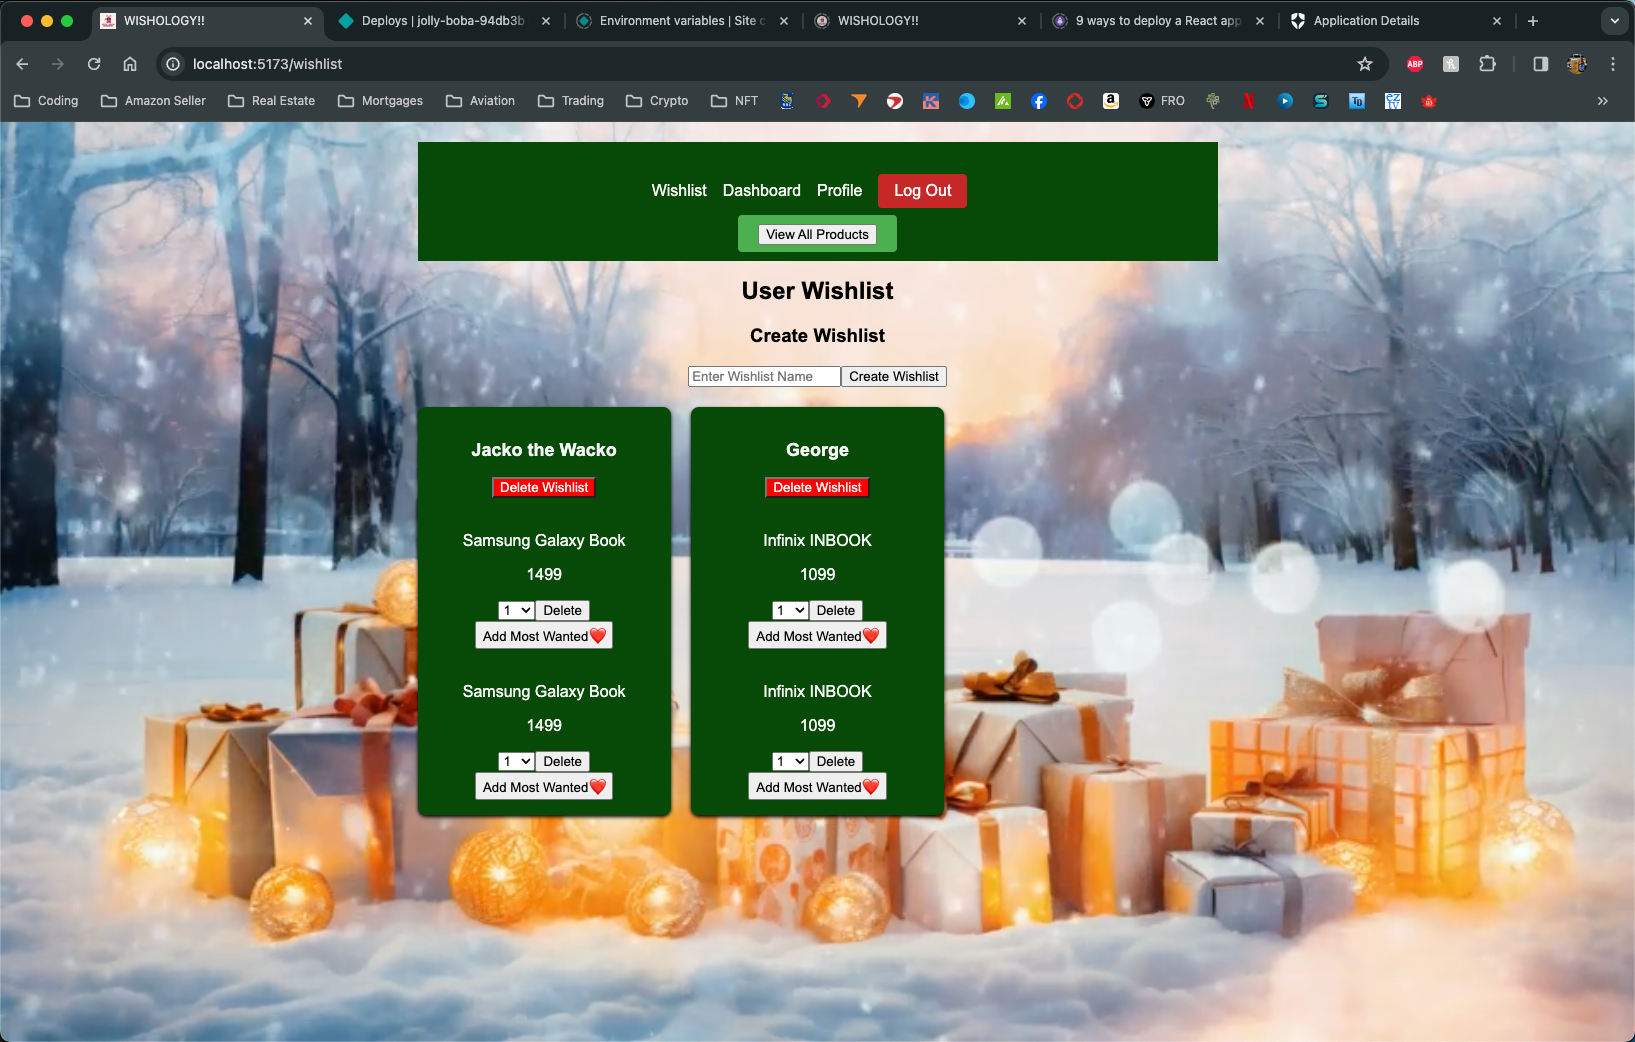 WISHOLOGY!!
Deploys | jolly-boba-94db3b
Environment variables | Site c
WISHOLOGY!!
9 ways to deploy a React app
Application Details
localhost:5173/wishlist
ABP
Coding
Amazon Seller
Real Estate
Mortgages
Aviation
Trading
Crypto
NFT
FRO
Wishlist
Dashboard
Profile
Log Out
View All Products
User Wishlist
Create Wishlist
Enter Wishlist Name
Create Wishlist
Jacko the Wacko
Delete Wishlist
Samsung Galaxy Book
1499
1
Delete
Add Most Wanted❤️
Samsung Galaxy Book
1499
1
Delete
Add Most Wanted❤️
George
Delete Wishlist
Infinix INBOOK
1099
1
Delete
Add Most Wanted❤️
Infinix INBOOK
1099
1
Delete
Add Most Wanted❤️